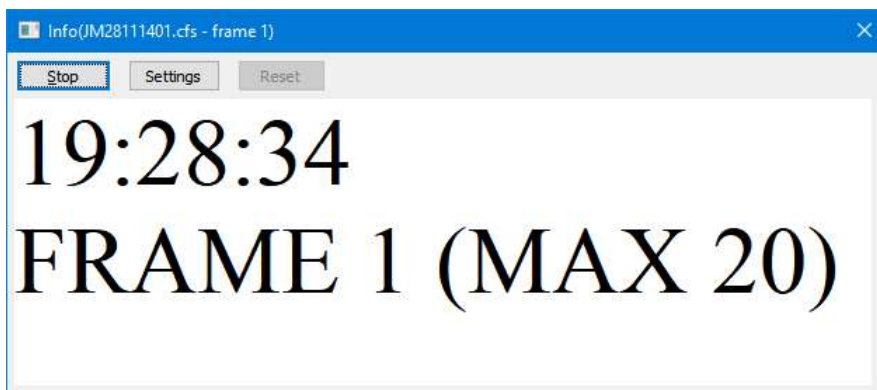 Info(JM28111401.cfs - frame 1)
Stop Settings Reset
19:28:34
FRAME 1 (MAX 20)